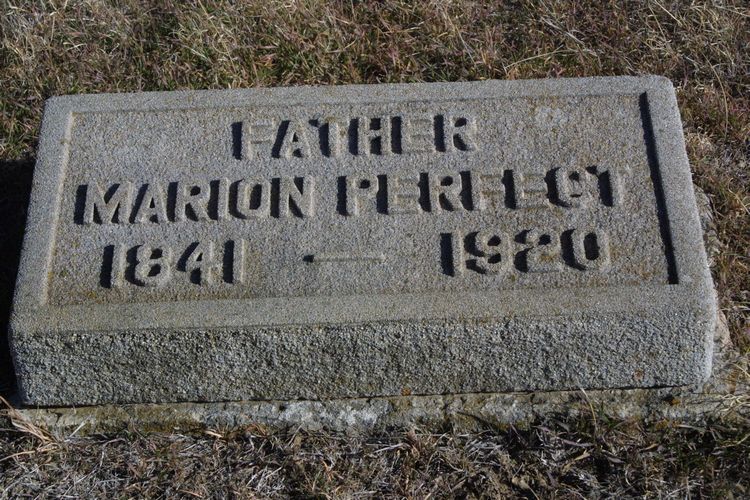 FATHER
MARION PERFECT
1841 — 1920